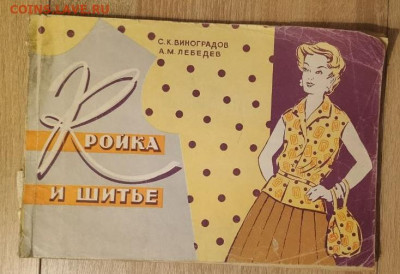 COINS.LAVE.RU
С. К. ВИНОГРАДОВ
А. М. ЛЕБЕДЕВ
КРОЙКА
И ШИТЬЕ